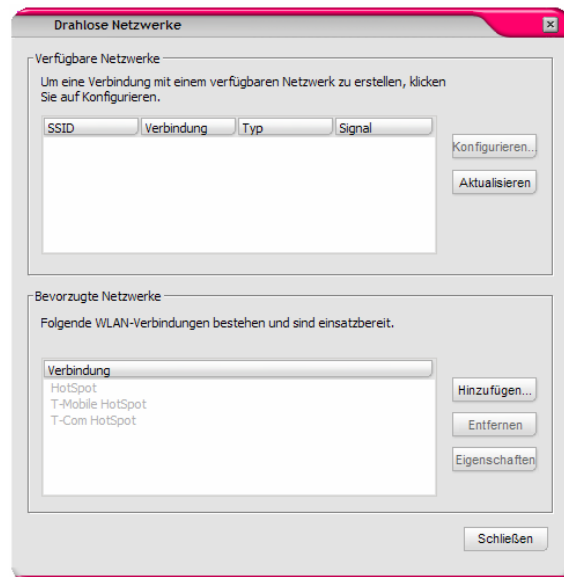 Drahlose Netzwerke
Verfügbare Netzwerke
Um eine Verbindung mit einem verfügbaren Netzwerk zu erstellen, klicken
Sie auf Konfigurieren.
SSID Verbindung Typ Signal
Konfigurieren...
Aktualisieren
Bevorzugte Netzwerke
Folgende WLAN-Verbindungen bestehen und sind einsatzbereit.
Verbindung
HotSpot
T-Mobile HotSpot
T-Com HotSpot
Hinzufügen...
Entfernen
Eigenschaften
Schließen